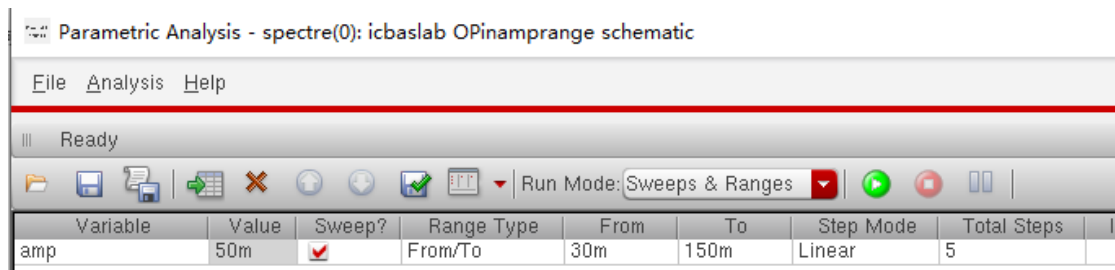 Parametric Analysis - spectre(0): icbaslab OPinamprange schematic
File Analysis Help
Ready
Run Mode: Sweeps & Ranges
Variable Value Sweep? Range Type From To Step Mode Total Steps
amp 50m From/To 30m 150m Linear 5